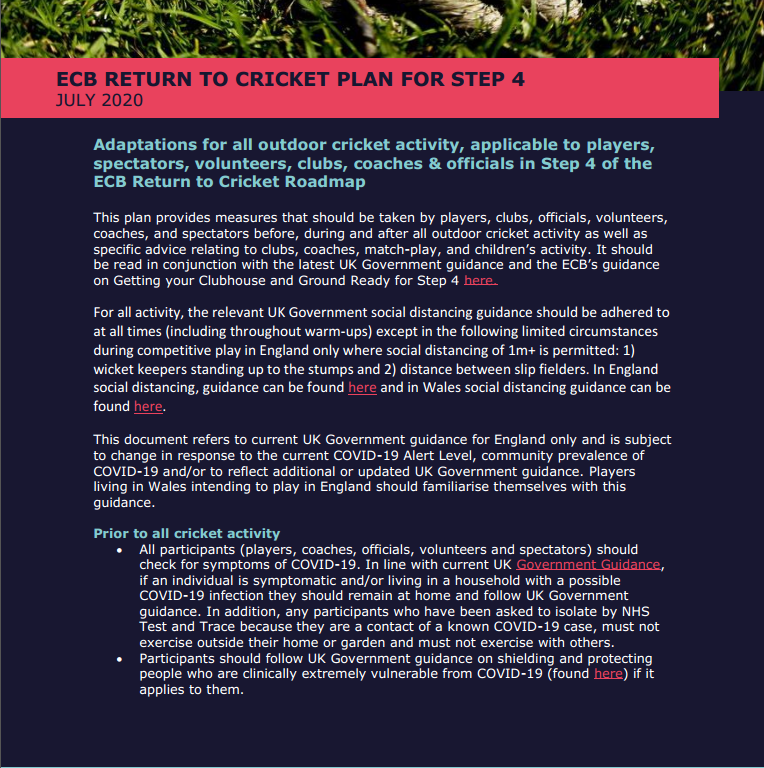 ECB RETURN TO CRICKET PLAN FOR STEP 4
JULY 2020
Adaptations for all outdoor cricket activity, applicable to players,
spectators, volunteers, clubs, coaches & officials in Step 4 of the
ECB Return to Cricket Roadmap
This plan provides measures that should be taken by players, clubs, officials, volunteers,
coaches, and spectators before, during and after all outdoor cricket activity as well as
specific advice relating to clubs, coaches, match-play, and children's activity. It should
be read in conjunction with the latest UK Government guidance and the ECB's guidance
on Getting your Clubhouse and Ground Ready for Step 4 here.
For all activity, the relevant UK Government social distancing guidance should be adhered to
at all times (including throughout warm-ups) except in the following limited circumstances
during competitive play in England only where social distancing of 1m+ is permitted: 1)
wicket keepers standing up to the stumps and 2) distance between slip fielders. In England
social distancing, guidance can be found here and in Wales social distancing guidance can be
found here.
This document refers to current UK Government guidance for England only and is subject
to change in response to the current COVID-19 Alert Level, community prevalence of
COVID-19 and/or to reflect additional or updated UK Government guidance. Players
living in Wales intending to play in England should familiarise themselves with this
guidance.
Prior to all cricket activity
• All participants (players, coaches, officials, volunteers and spectators) should
check for symptoms of COVID-19. In line with current UK Government Guidance,
if an individual is symptomatic and/or living in a household with a possible
COVID-19 infection they should remain at home and follow UK Government
guidance. In addition, any participants who have been asked to isolate by NHS
Test and Trace because they are a contact of a known COVID-19 case, must not
exercise outside their home or garden and must not exercise with others.
• Participants should follow UK Government guidance on shielding and protecting
people who are clinically extremely vulnerable from COVID-19 (found here) if it
applies to them.